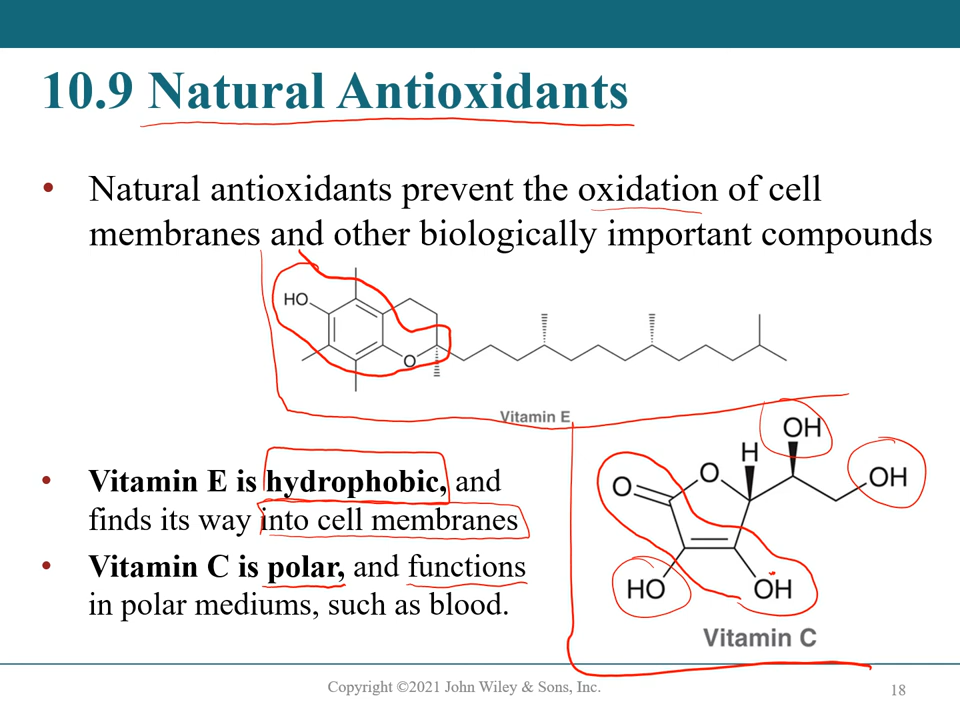 10.9 Natural Antioxidants
• Natural antioxidants prevent the oxidation of cell
membranes and other biologically important compounds
HO
O
Vitamin E
• Vitamin E is hydrophobic, and
finds its way into cell membranes
• Vitamin C is polar, and functions
in polar mediums, such as blood.
OH
H
O
O
OH
HO
OH
Vitamin C
Copyright ©2021 John Wiley & Sons, Inc.
18